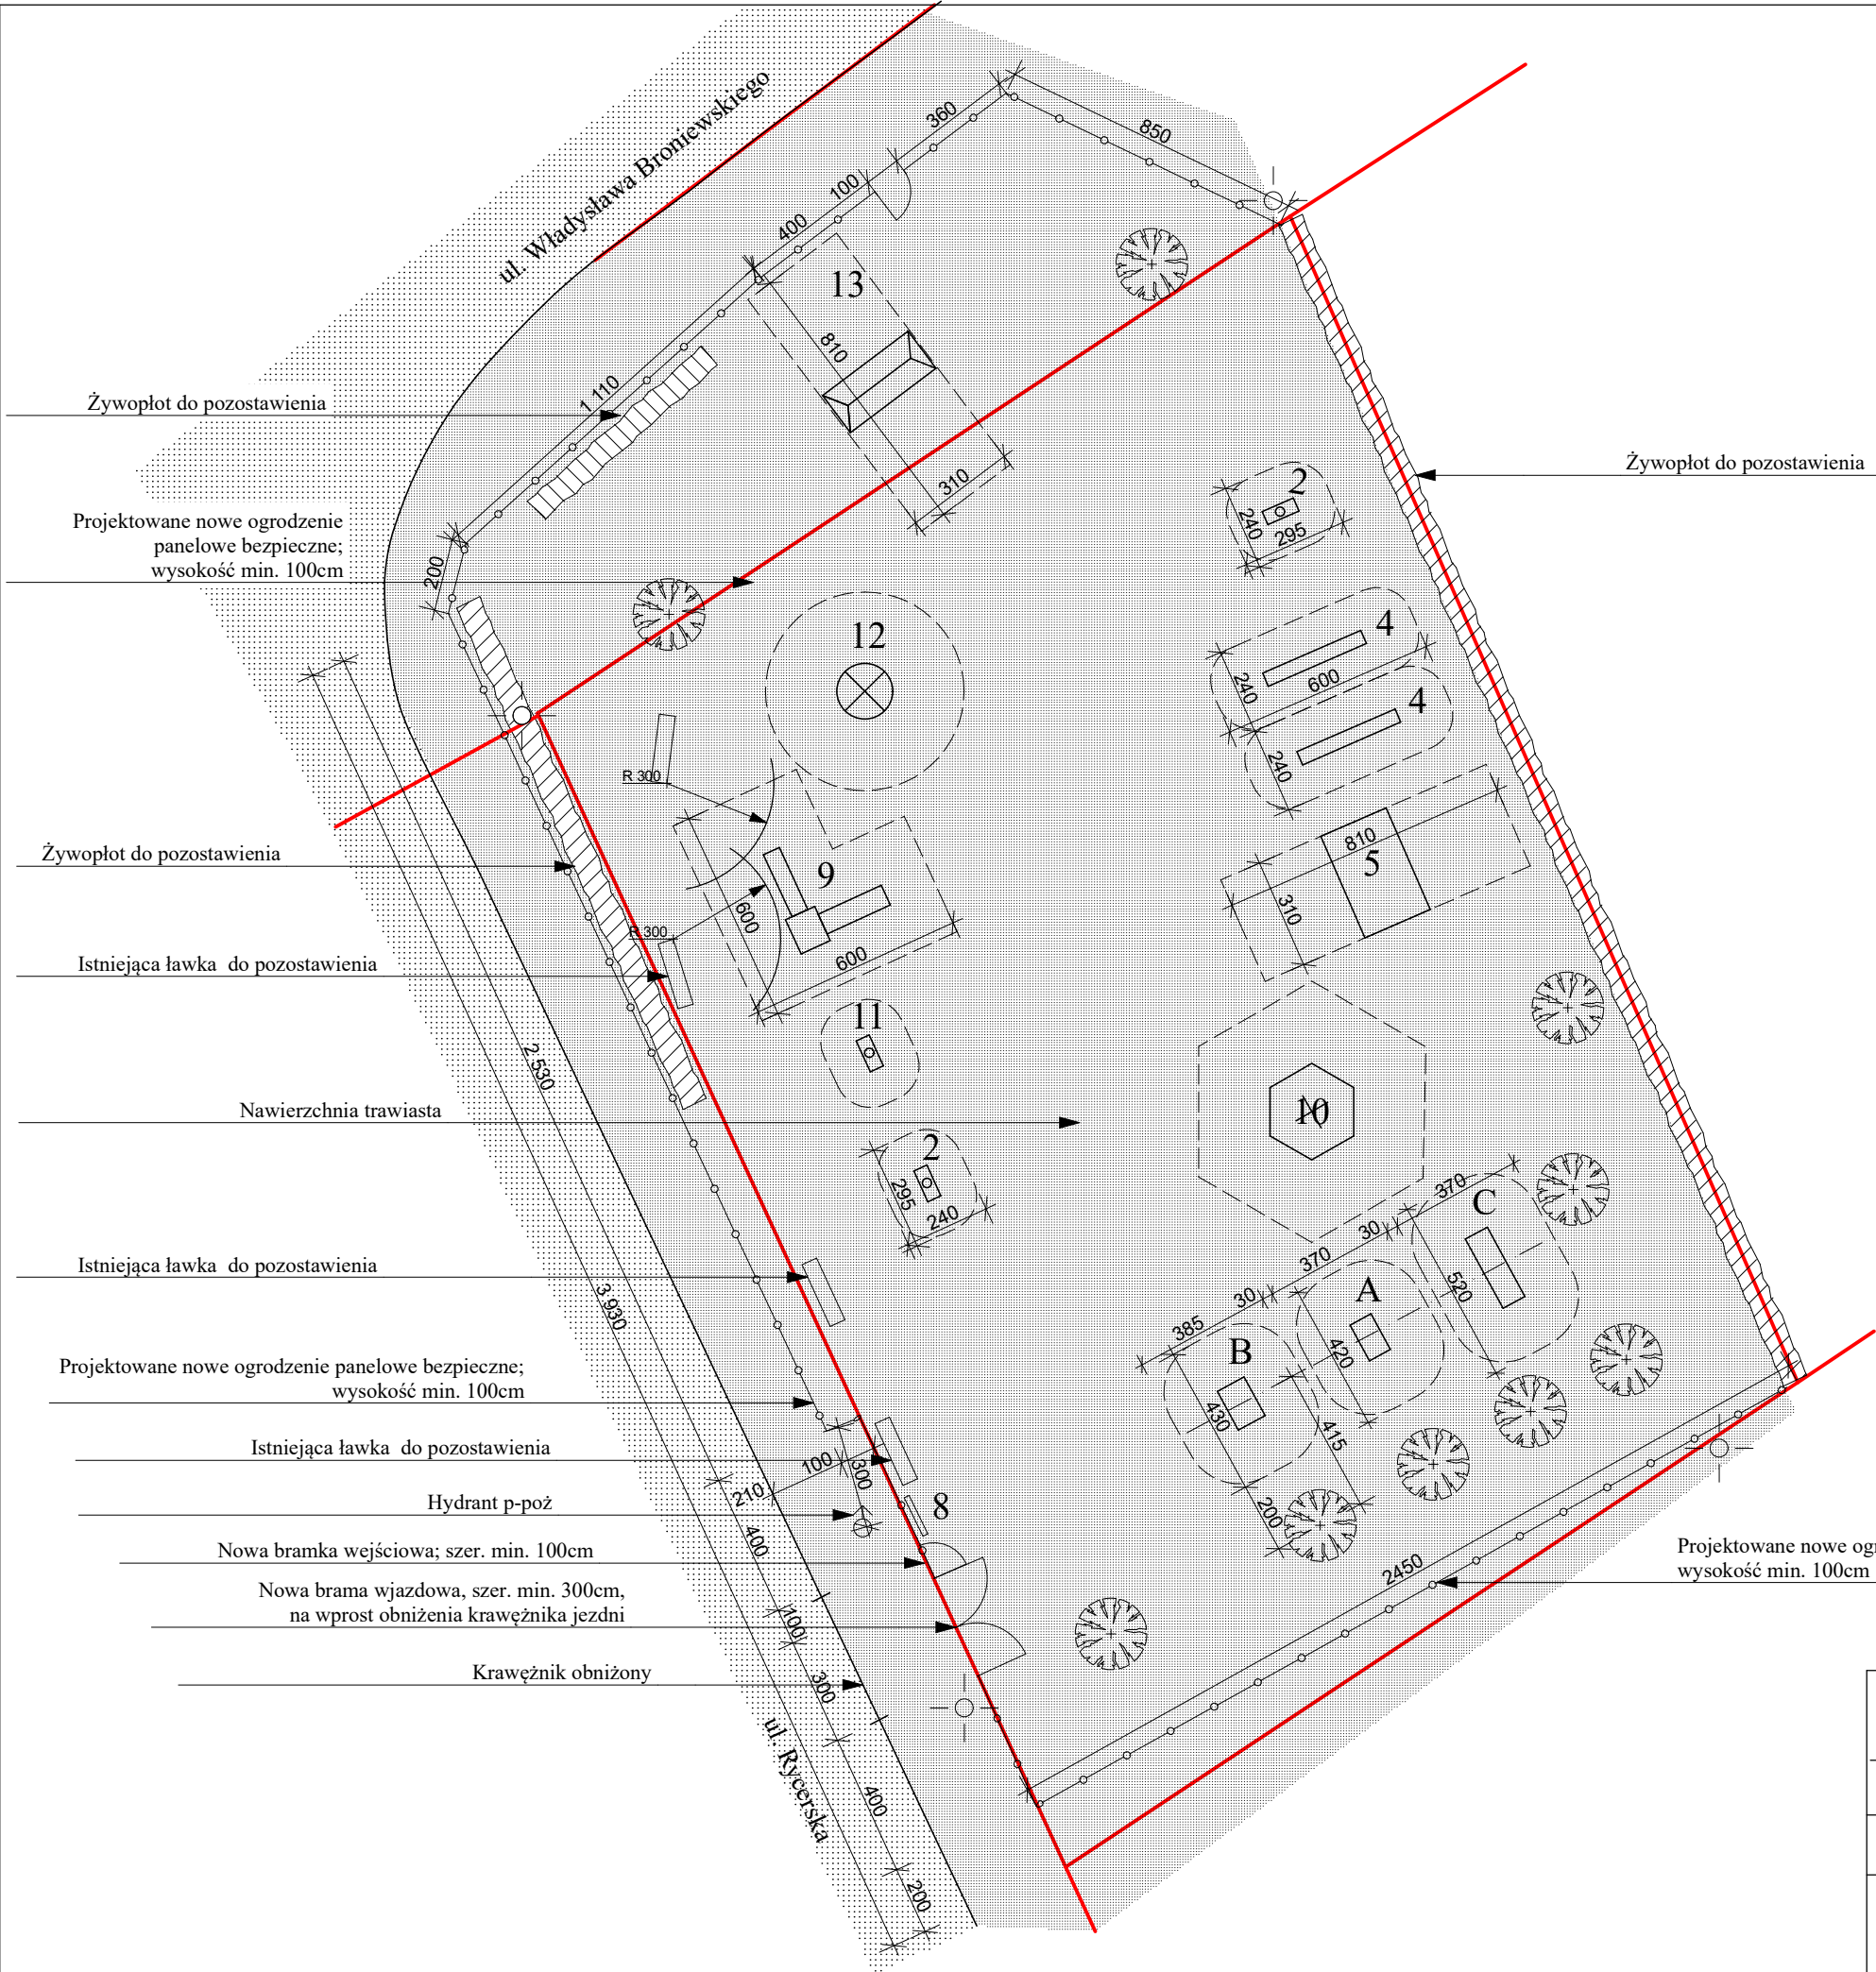 ul. Władysława Broniewskiego
360
850
100
400
13
810
1 110
310
Żywopłot do pozostawienia
Żywopłot do pozostawienia
Projektowane nowe ogrodzenie
panelowe bezpieczne;
wysokość min. 100cm
200
2
240
295
12
4
240
600
4
240
R 300
9
600
R 300
600
810
5
310
Żywopłot do pozostawienia
Istniejąca ławka do pozostawienia
11
2 530
Nawierzchnia trawiasta
10
2
295
240
370
C
30
520
370
A
30
420
385
B
430
415
200
Istniejąca ławka do pozostawienia
3 930
Projektowane nowe ogrodzenie panelowe bezpieczne;
wysokość min. 100cm
Istniejąca ławka do pozostawienia
100
300
210
8
Hydrant p-poż
400
Nowa bramka wejściowa; szer. min. 100cm
Nowa brama wjazdowa, szer. min. 300cm,
na wprost obniżenia krawężnika jezdni
100
Krawężnik obniżony
300
ul. Rycerska
400
200
2450
Projektowane nowe
wysokość min. 100cm